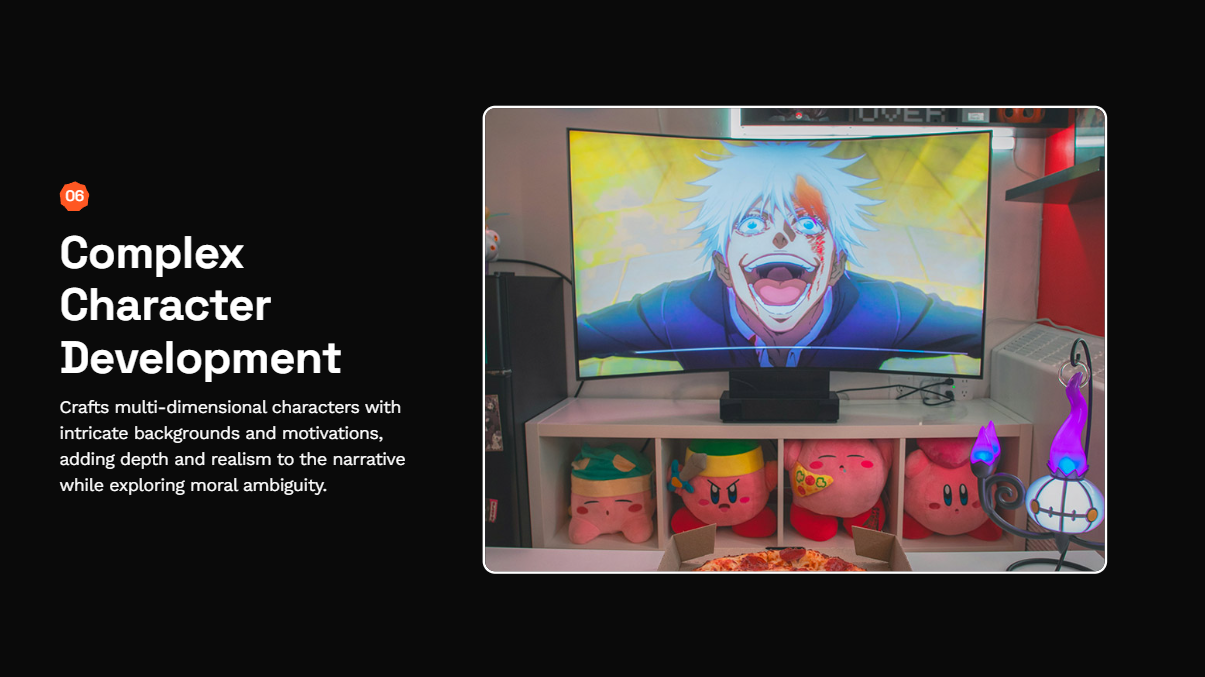 06
Complex
Character
Development
Crafts multi-dimensional characters with
intricate backgrounds and motivations,
adding depth and realism to the narrative
while exploring moral ambiguity.
OVER